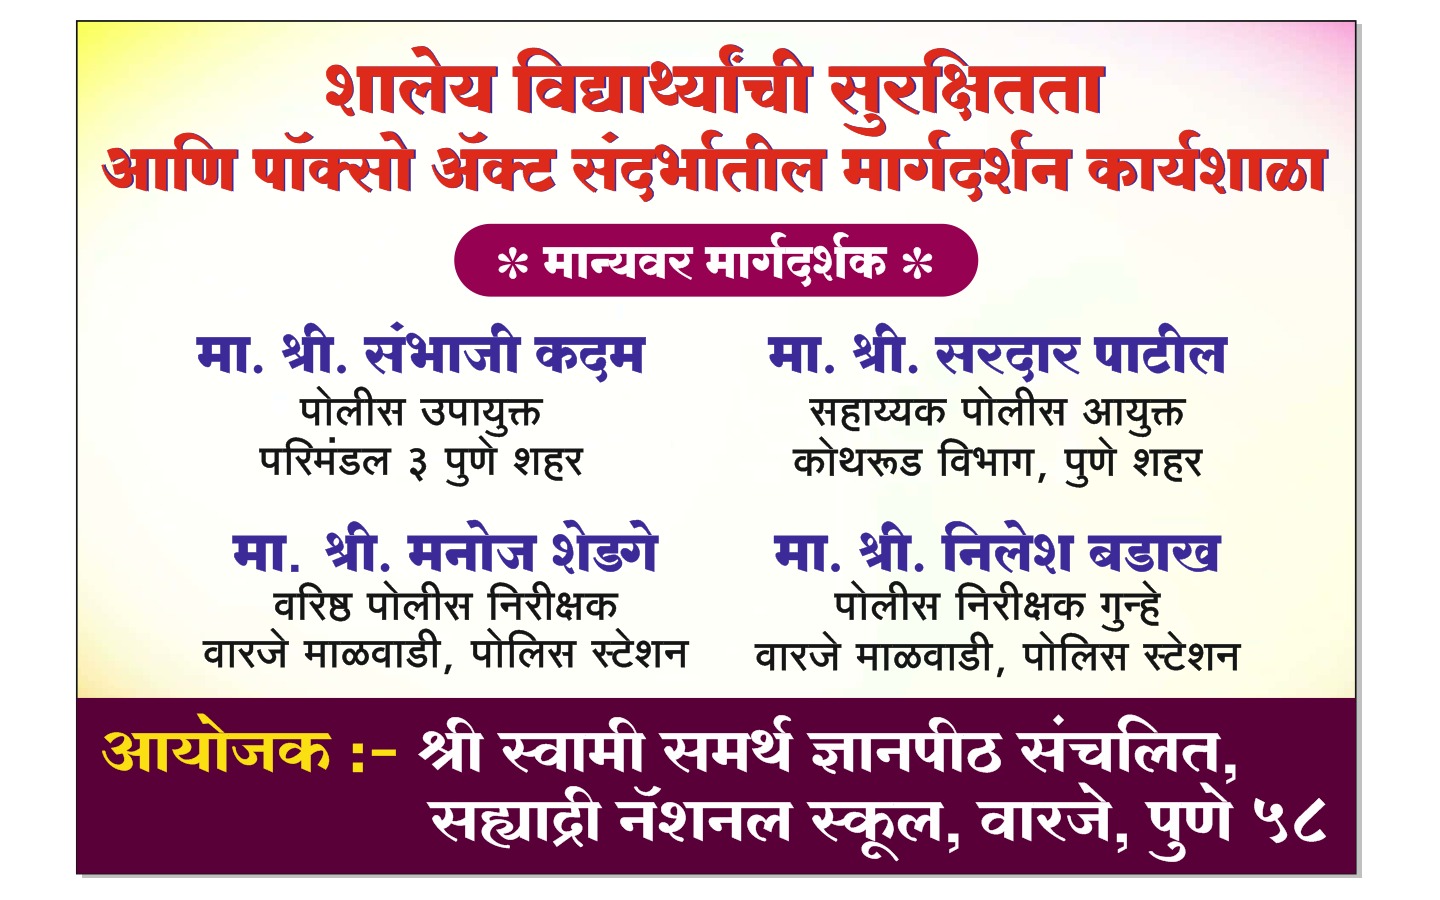 शालेय विद्यार्थ्यांची सुरक्षितता
आणि पॉक्सो ॲक्ट संदर्भातील मार्गदर्शन कार्यशाळा
* मान्यवर मार्गदर्शक *
मा. श्री. संभाजी कदम
पोलीस उपायुक्त
परिमंडल ३ पुणे शहर
मा. श्री. सरदार पाटील
सहाय्यक पोलीस आयुक्त
कोथरूड विभाग, पुणे शहर
मा. श्री. मनोज शेडगे
वरिष्ठ पोलीस निरीक्षक
वारजे माळवाडी, पोलिस स्टेशन
मा. श्री. निलेश बडाख
पोलीस निरीक्षक गुन्हे
वारजे माळवाडी, पोलिस स्टेशन
आयोजक :- श्री स्वामी समर्थ ज्ञानपीठ संचलित,
सह्याद्री नॅशनल स्कूल, वारजे, पुणे ५८